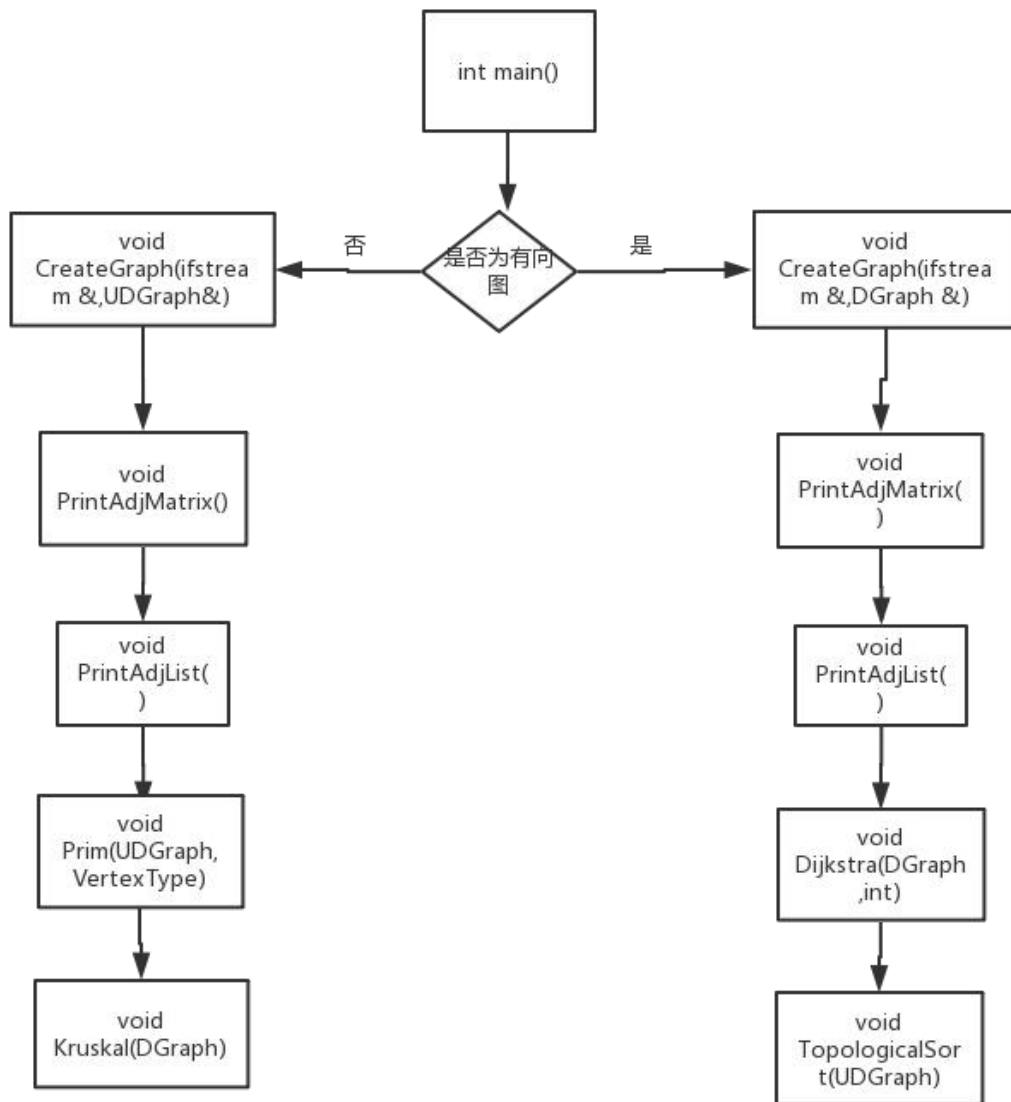 int main()
否
是否为有向
图
是
void
CreateGraph(ifstrea
m &,UDGraph&)
void
CreateGraph(ifstrea
m &,DGraph &)
void
PrintAdjMatrix()
void
PrintAdjMatrix(
)
void
PrintAdjList(
)
void
PrintAdjList(
)
void
Prim(UDGraph,
VertexType)
void
Dijkstra(DGraph
,int)
void
Kruskal(DGraph)
void
TopologicalSor
t(UDGraph)